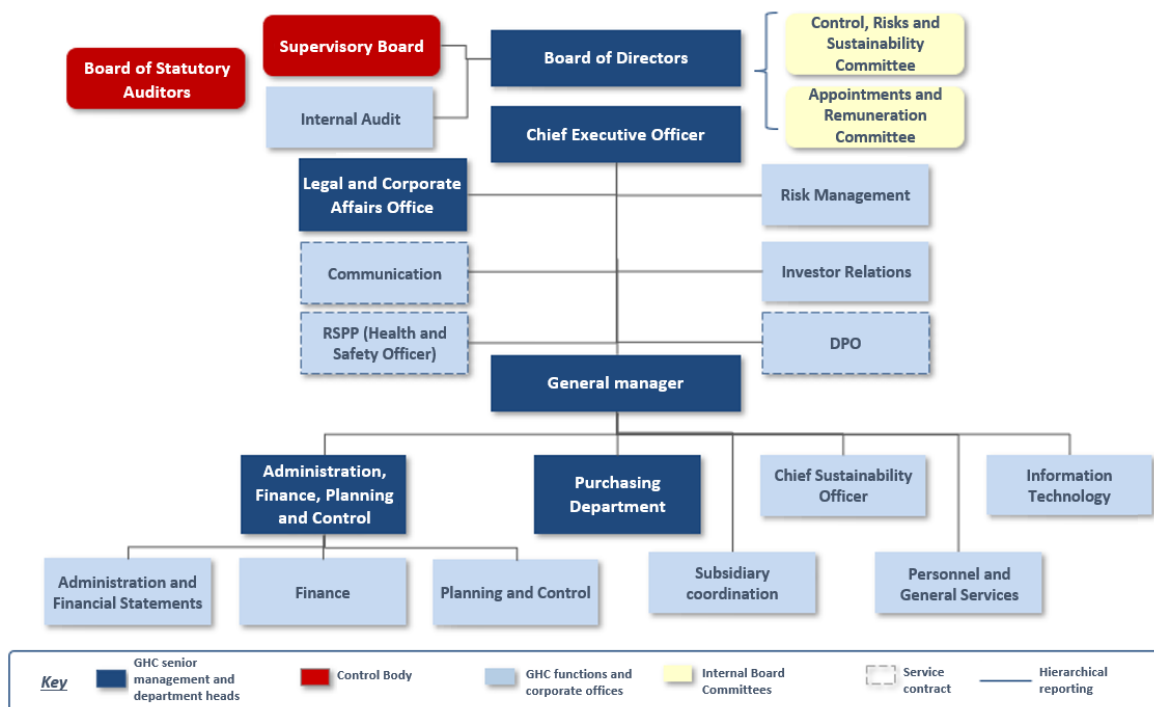 Board of Statutory
Auditors
Supervisory Board
Internal Audit
Board of Directors
Chief Executive Officer
Control, Risks and
Sustainability
Committee
Appointments and
Remuneration
Committee
Legal and Corporate
Affairs Office
Risk Management
Communication
Investor Relations
RSPP (Health and
Safety Officer)
DPO
General manager
Administration,
Finance, Planning
and Control
Purchasing
Department
Chief Sustainability
Officer
Information
Technology
Administration and
Financial Statements
Finance
Planning and Control
Subsidiary
coordination
Personnel and
General Services
Key
GHC senior
management and
department heads
Control Body
GHC functions and
corporate offices
Internal Board
Committees
Service
contract
Hierarchical
reporting